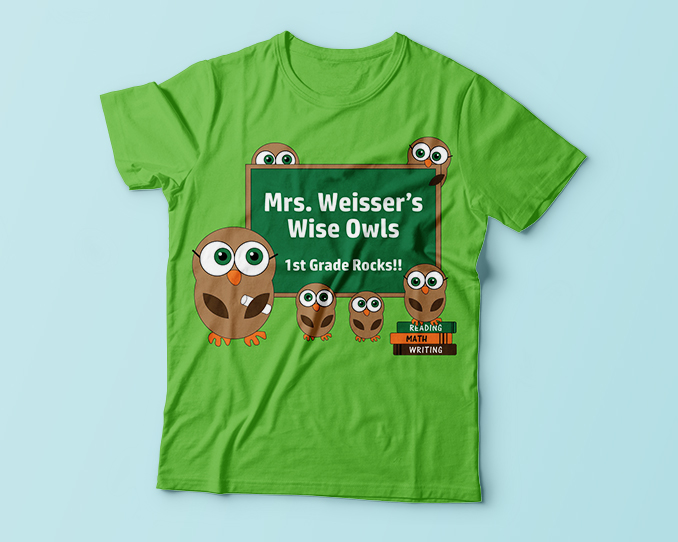 Mrs. Weisser's
Wise Owls
1st Grade Rocks!!
READING
MATH
WRITING